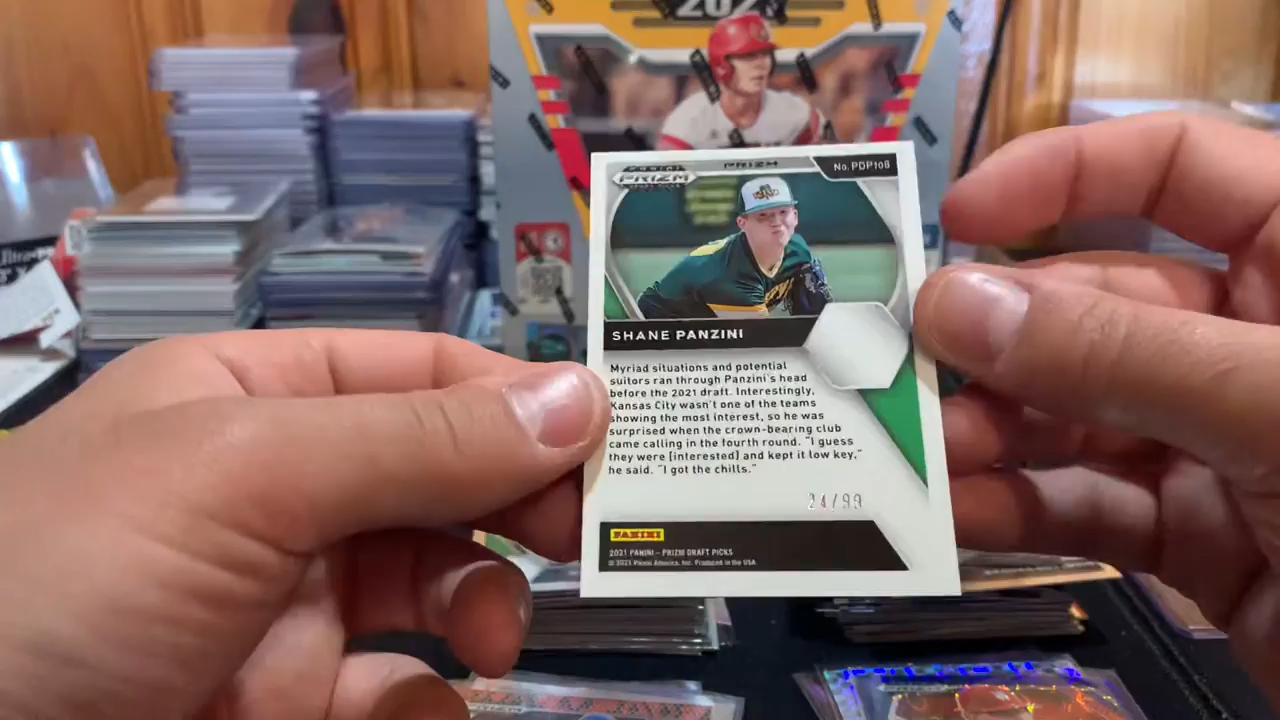 202
PANINI
PRIZM
DRAFT PICKS
PRIZM
No. PDP108
SHANE PANZINI
Myriad situations and potential
suitors ran through Panzini's head
before the 2021 draft. Interestingly,
Kansas City wasn't one of the teams
showing the most interest, so he was
surprised when the crown-bearing club
came calling in the fourth round. "I guess
they were [interested] and kept it low key,"
he said. "I got the chills."
24/99
PANINI
2021 PANINI – PRIZM DRAFT PICKS
© 2021 Panini America, Inc. Produced in the USA